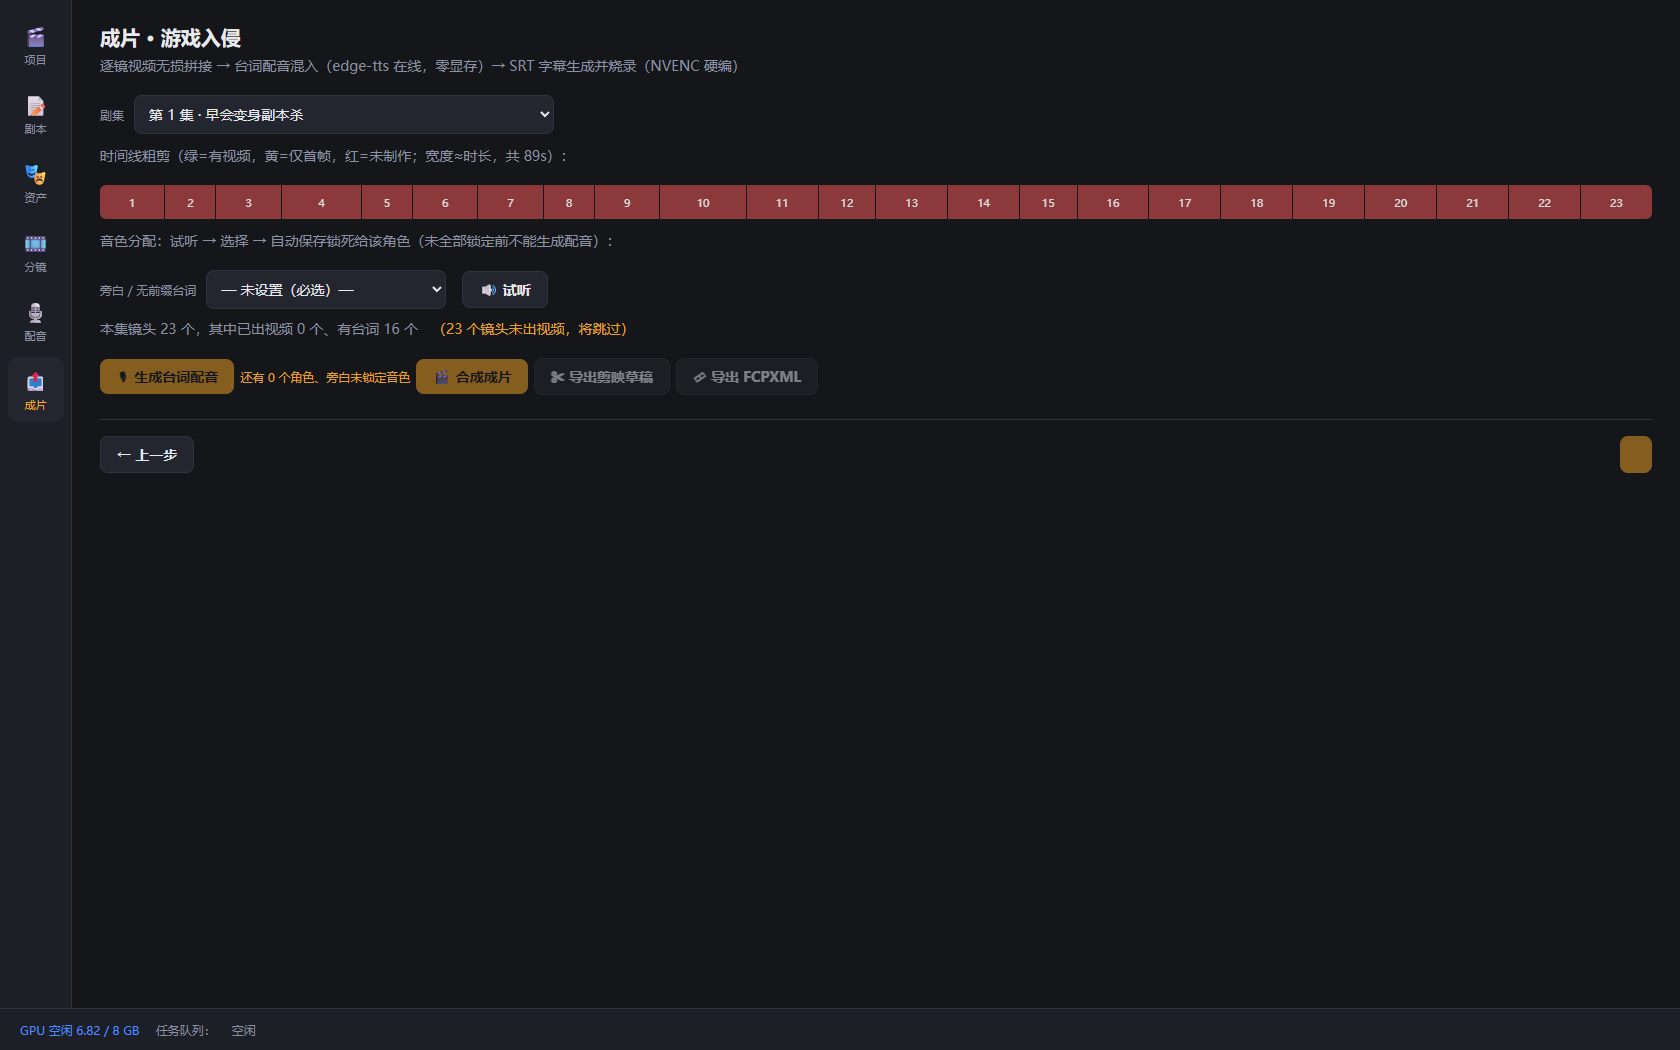 项目
剧本
资产
分镜
配音
成片
成片 · 游戏入侵
逐镜视频无损拼接 → 台词配音混入（edge-tts 在线，零显存）→ SRT 字幕生成并烧录（NVENC 硬编）
剧集 第 1 集 · 早会变身副本杀
时间线粗剪（绿=有视频，黄=仅首帧，红=未制作；宽度≈时长，共 89s）：
1 2 3 4 5 6 7 8 9 10 11 12 13 14 15 16 17 18 19 20 21 22 23
音色分配：试听 → 选择 → 自动保存锁死给该角色（未全部锁定前不能生成配音）：
旁白 / 无前缀台词 — 未设置（必选）— 试听
本集镜头 23 个，其中已出视频 0 个、有台词 16 个 （23 个镜头未出视频，将跳过）
生成台词配音 还有 0 个角色、旁白未锁定音色 合成成片 导出剪映草稿 导出 FCPXML
← 上一步
GPU 空闲 6.82 / 8 GB 任务队列： 空闲